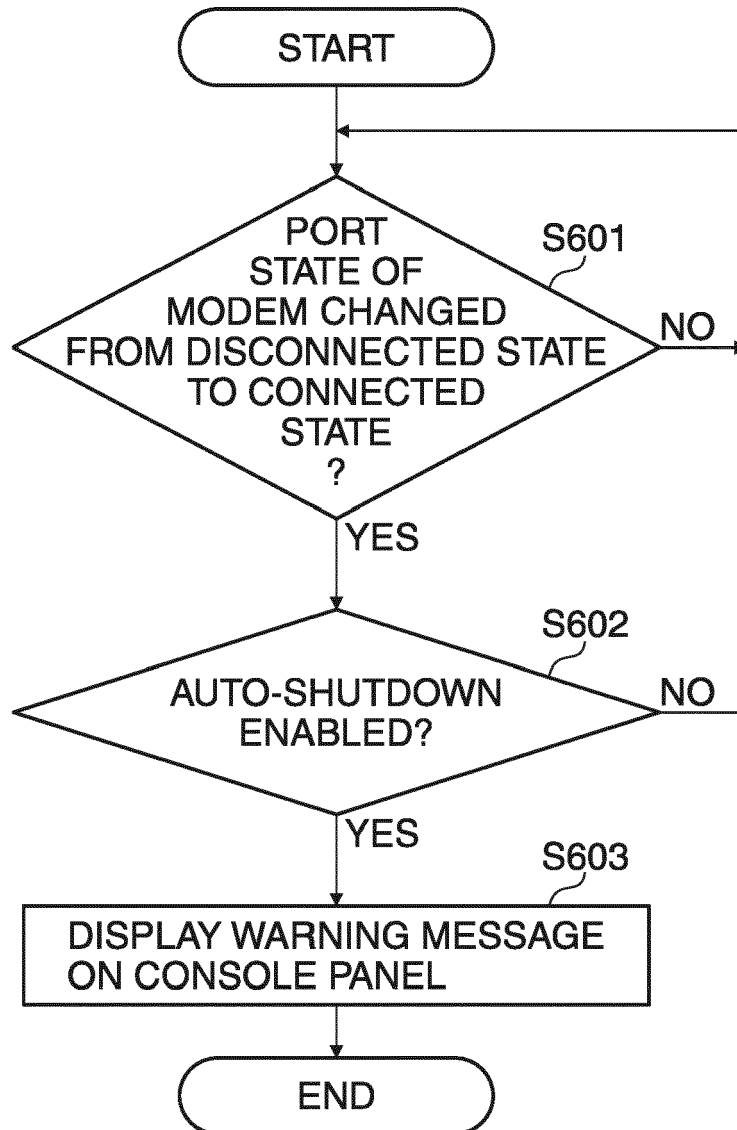 START
PORT
STATE OF
MODEM CHANGED
FROM DISCONNECTED STATE
TO CONNECTED
STATE
?
S601
NO
YES
S602
AUTO-SHUTDOWN
ENABLED?
NO
YES
S603
DISPLAY WARNING MESSAGE
ON CONSOLE PANEL
END